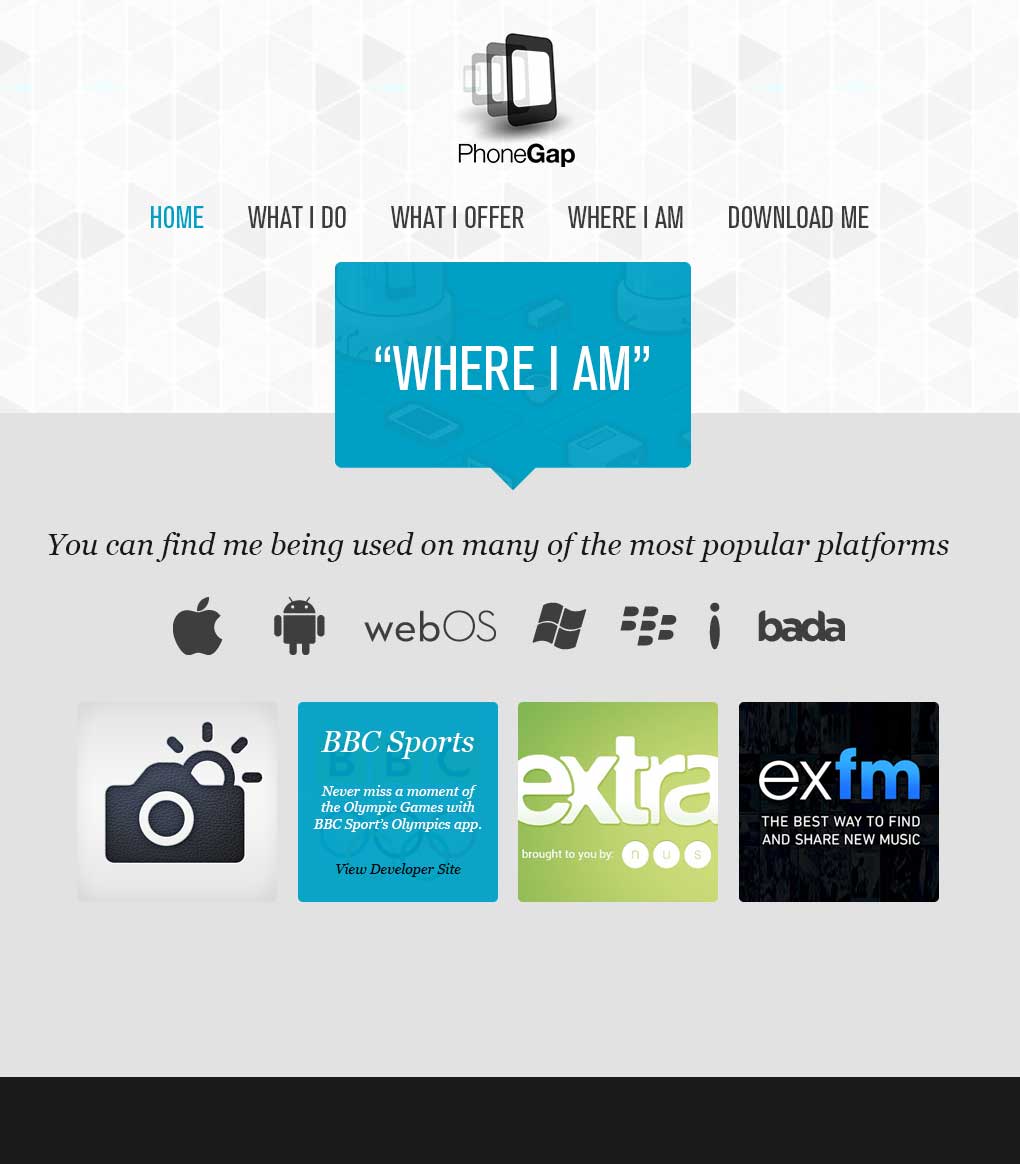 PhoneGap
HOME WHAT I DO WHAT I OFFER WHERE I AM DOWNLOAD ME
“WHERE I AM”
You can find me being used on many of the most popular platforms
webOS bada
BBC Sports
BBC
Never miss a moment of
the Olympic Games with
BBC Sport’s Olympics app.
View Developer Site
extra
brought to you by: n u s
exfm
THE BEST WAY TO FIND
AND SHARE NEW MUSIC